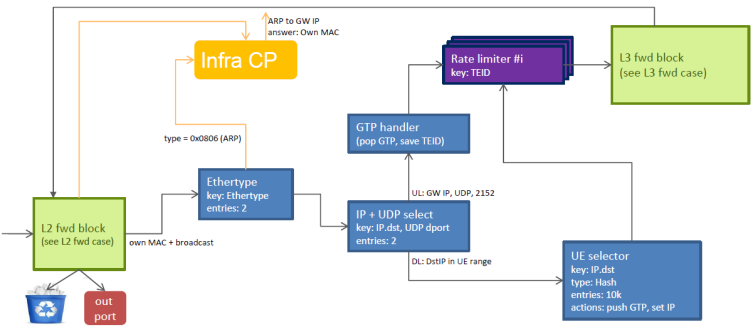 ARP to GW IP
answer: Own MAC
Infra CP
Rate limiter #i
key: TEID
L3 fwd block
(see L3 fwd case)
type = 0x0806 (ARP)
GTP handler
(pop GTP, save TEID)
Ethertype
key: Ethertype
entries: 2
UL: GW IP, UDP, 2152
L2 fwd block
(see L2 fwd case)
own MAC + broadcast
IP + UDP select
key: IP.dst, UDP dport
entries: 2
DL: DstIP in UE range
UE selector
key: IP.dst
type: Hash
entries: 10k
actions: push GTP, set IP
out
port